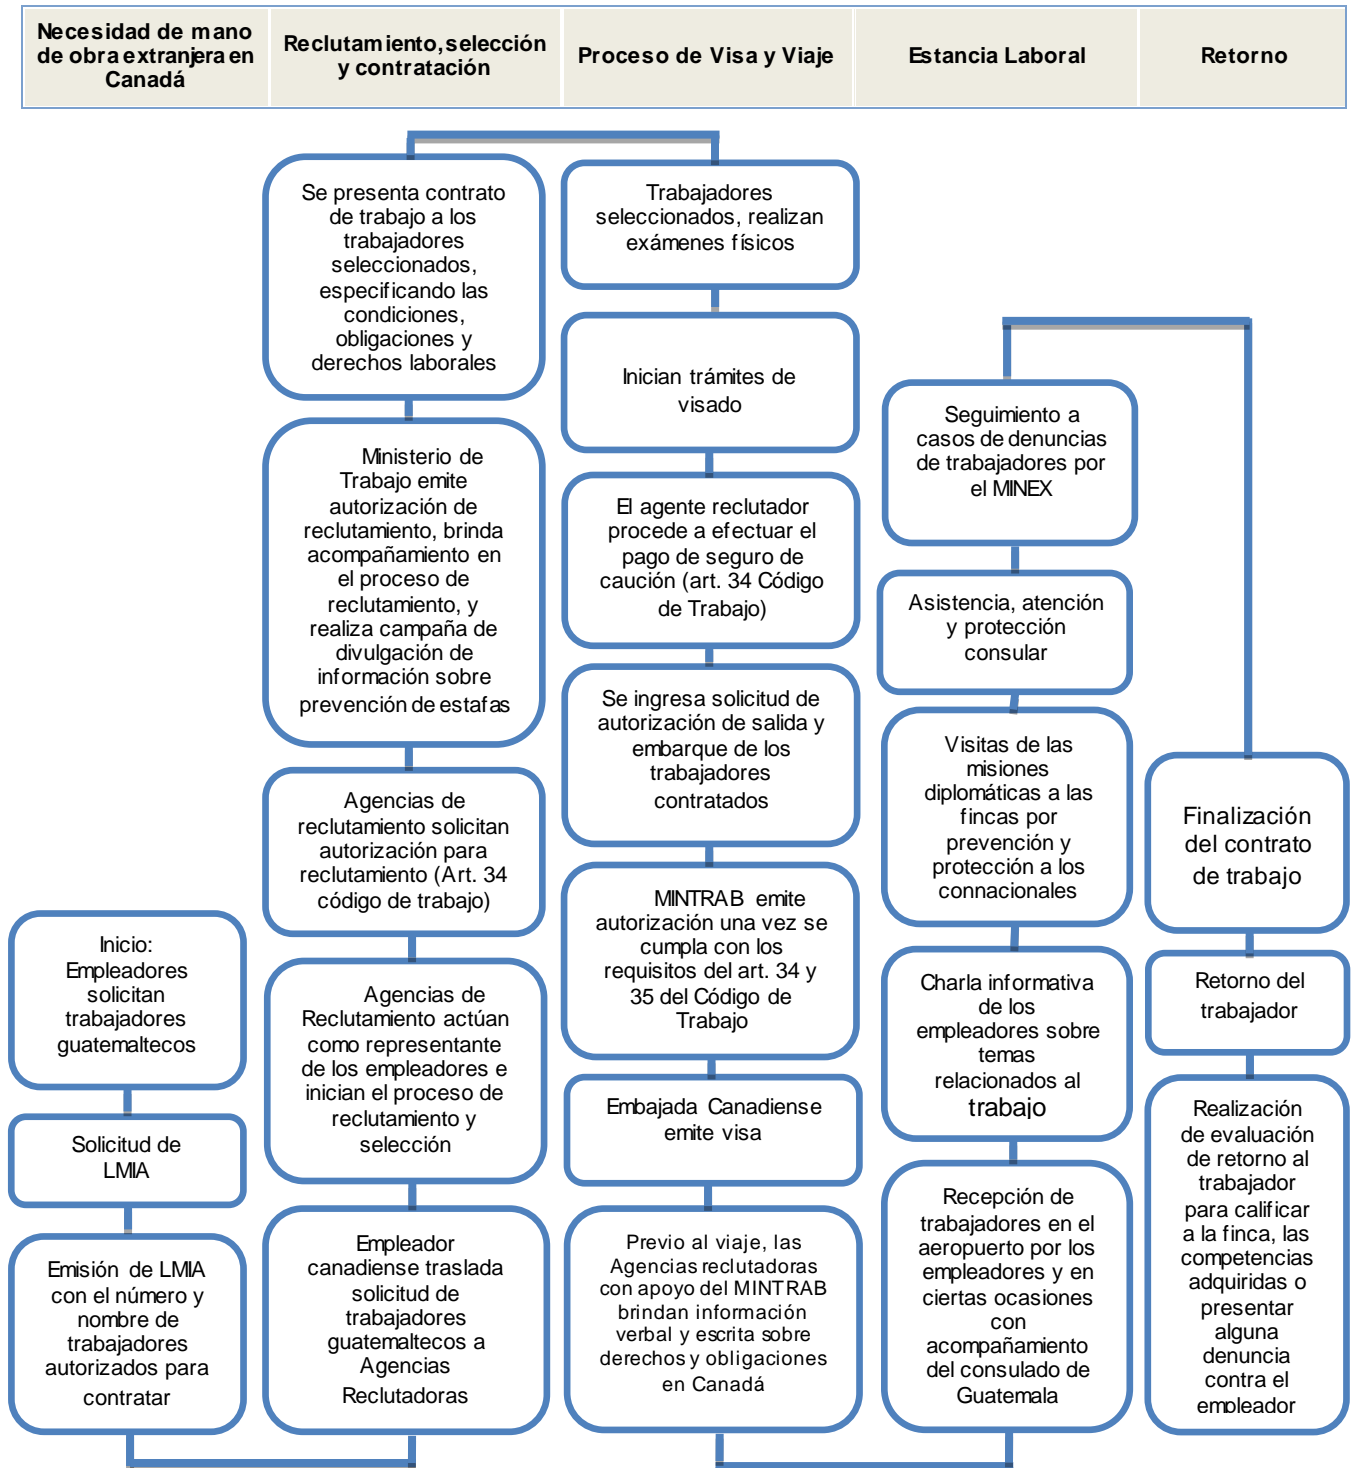 Necesidad de mano
de obra extranjera en
Canadá
Reclutamiento, selección
y contratación
Proceso de Visa y Viaje
Estancia Laboral
Retorno
Inicio:
Empleadores
solicitan
trabajadores
guatemaltecos
Solicitud de
LMIA
Emisión de LMIA
con el número y
nombre de
trabajadores
autorizados para
contratar
Se presenta contrato
de trabajo a los
trabajadores
seleccionados,
especificando las
condiciones,
obligaciones y
derechos laborales
Ministerio de
Trabajo emite
autorización de
reclutamiento, brinda
acompañamiento en
el proceso de
reclutamiento, y
realiza campaña de
divulgación de
información sobre
prevención de estafas
Agencias de
reclutamiento solicitan
autorización para
reclutamiento (Art. 34
código de trabajo)
Agencias de
Reclutamiento actúan
como representante
de los empleadores e
inician el proceso de
reclutamiento y
selección
Empleador
canadiense traslada
solicitud de
trabajadores
guatemaltecos a
Agencias
Reclutadoras
Trabajadores
seleccionados, realizan
exámenes físicos
Inician trámites de
visado
El agente reclutador
procede a efectuar el
pago de seguro de
caución (art. 34 Código
de Trabajo)
Se ingresa solicitud de
autorización de salida y
embarque de los
trabajadores
contratados
MINTRAB emite
autorización una vez se
cumpla con los
requisitos del art. 34 y
35 del Código de
Trabajo
Embajada Canadiense
emite visa
Previo al viaje, las
Agencias reclutadoras
con apoyo del MINTRAB
brindan información
verbal y escrita sobre
derechos y obligaciones
en Canadá
Seguimiento a
casos de denuncias
de trabajadores por
el MINEX
Asistencia, atención
y protección
consular
Visitas de las
misiones
diplomáticas a las
fincas por
prevención y
protección a los
connacionales
Charla informativa
de los
empleadores sobre
temas
relacionados al
trabajo
Recepción de
trabajadores en el
aeropuerto por los
empleadores y en
ciertas ocasiones
con
acompañamiento
del consulado de
Guatemala
Finalización
del contrato
de trabajo
Retorno del
trabajador
Realización
de evaluación
de retorno al
trabajador
para calificar
a la finca, las
competencias
adquiridas o
presentar
alguna
denuncia
contra el
empleador